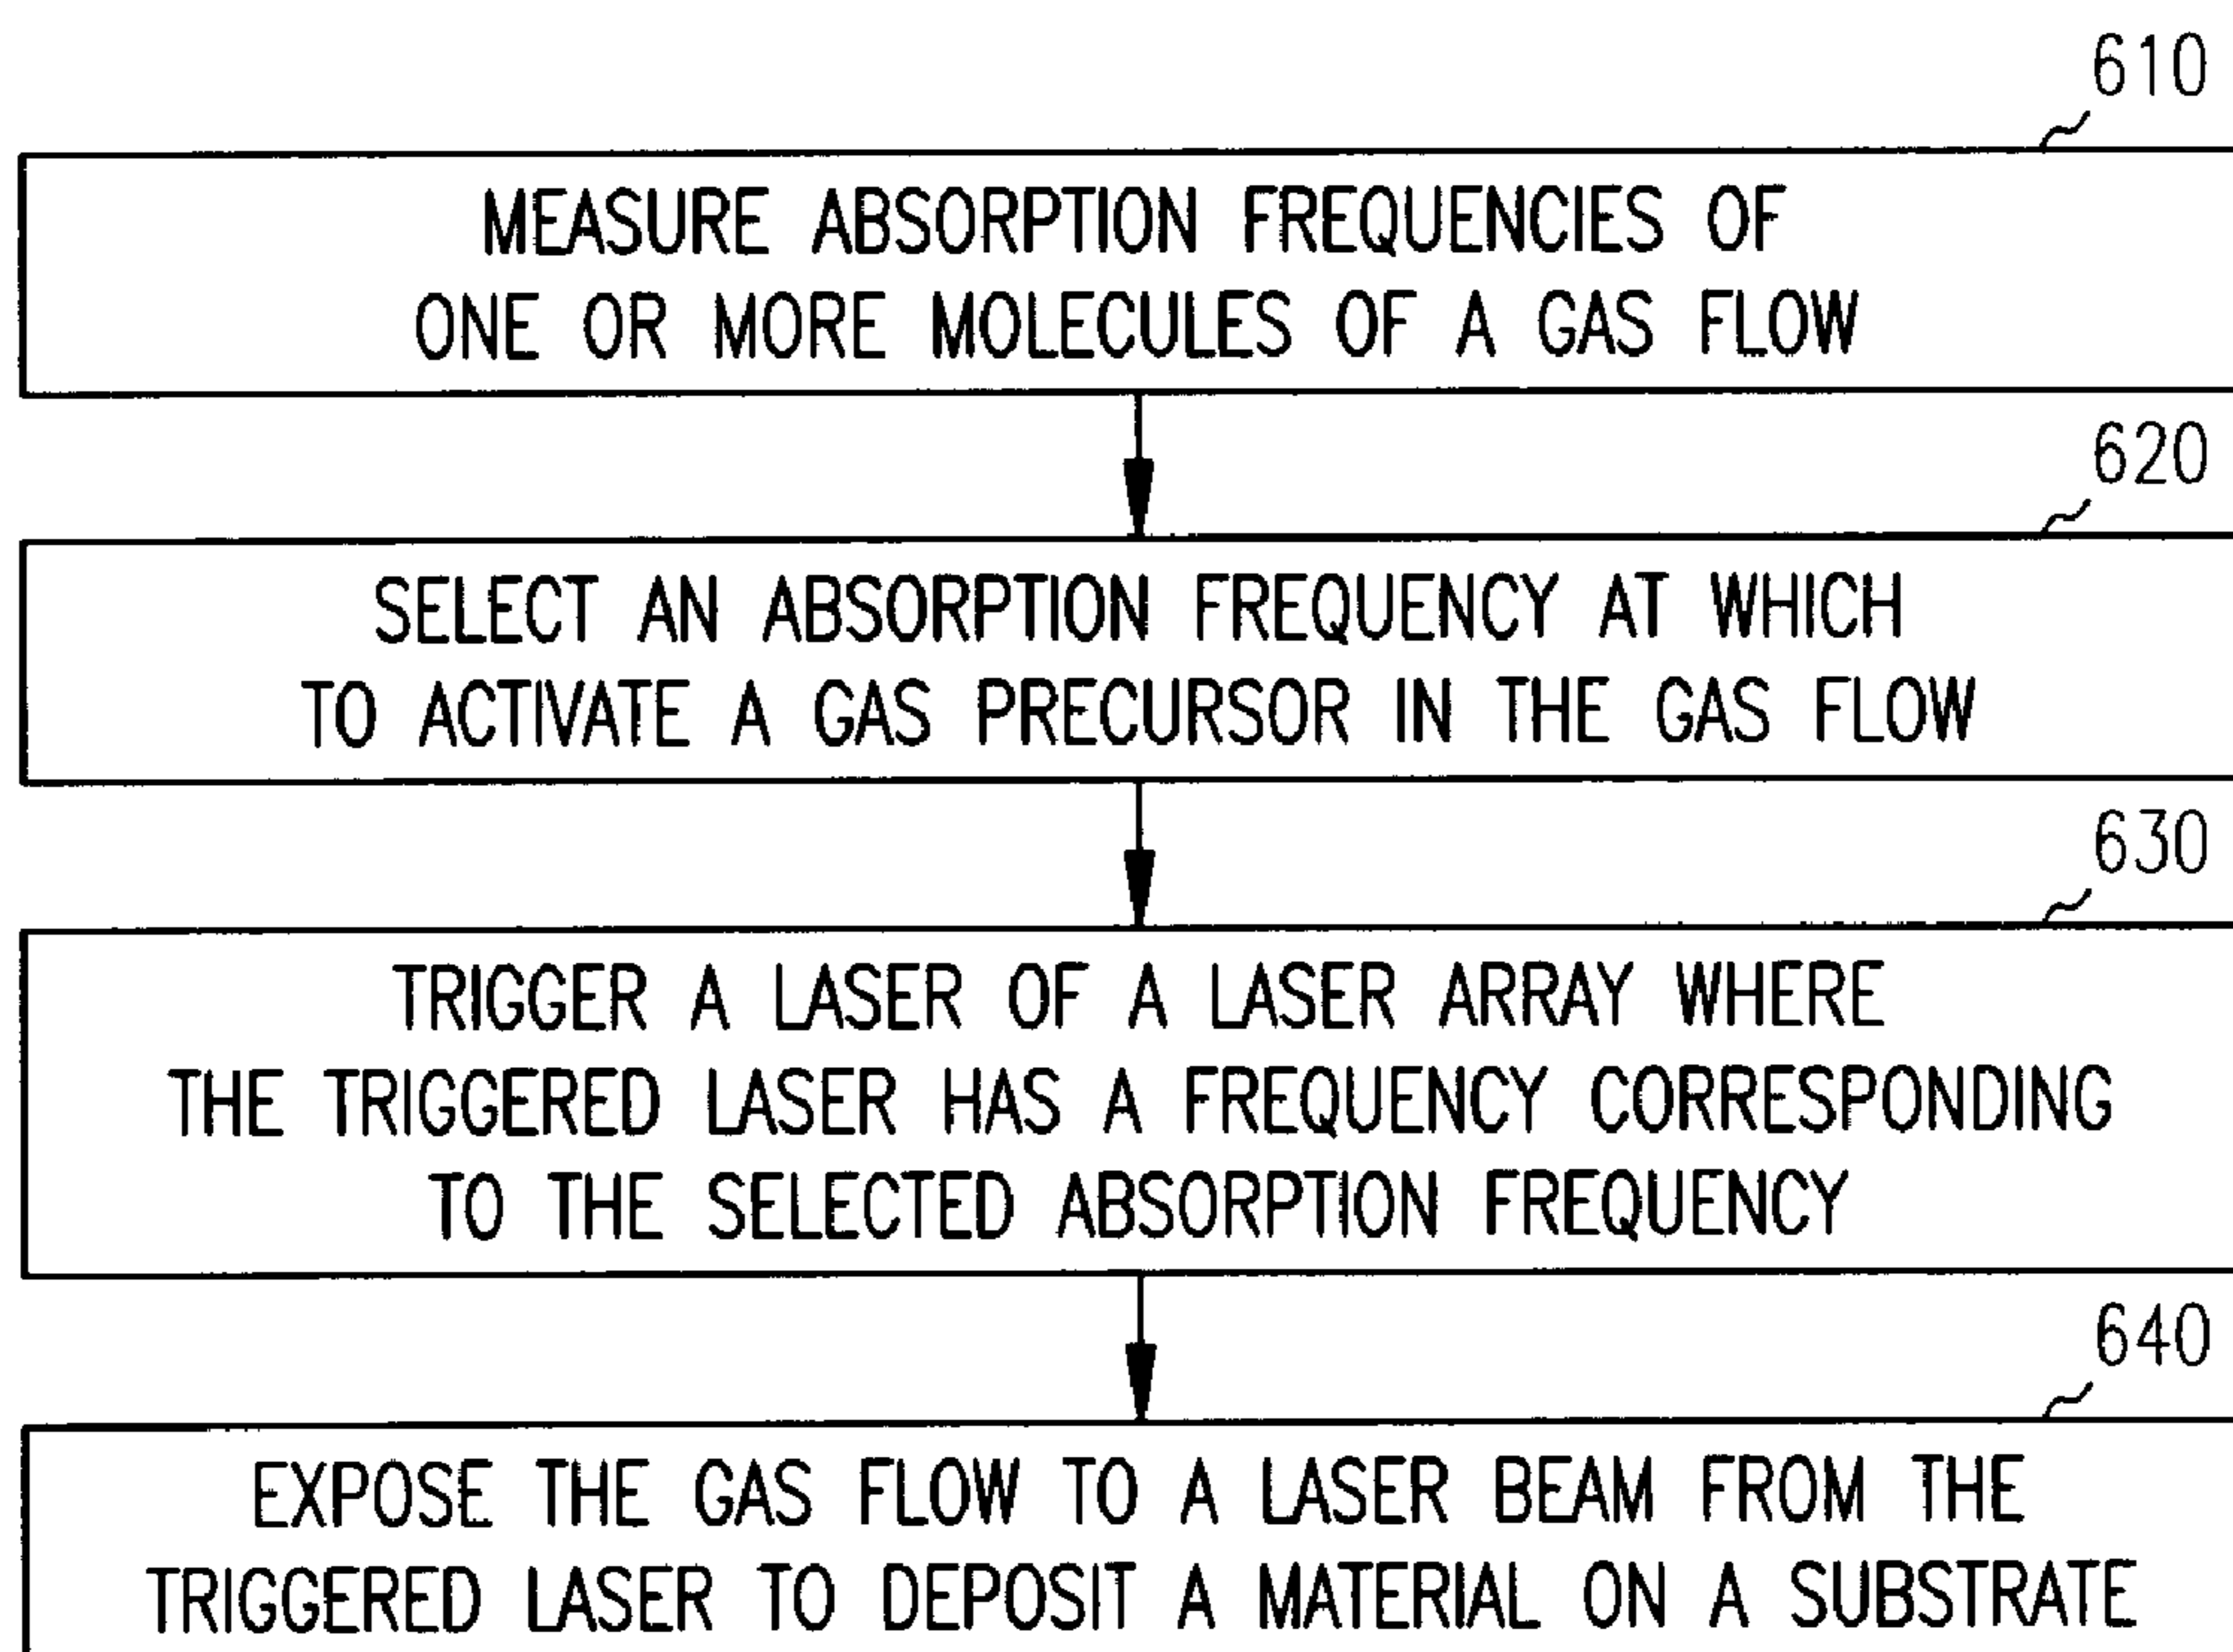 610
MEASURE ABSORPTION FREQUENCIES OF
ONE OR MORE MOLECULES OF A GAS FLOW
620
SELECT AN ABSORPTION FREQUENCY AT WHICH
TO ACTIVATE A GAS PRECURSOR IN THE GAS FLOW
630
TRIGGER A LASER OF A LASER ARRAY WHERE
THE TRIGGERED LASER HAS A FREQUENCY CORRESPONDING
TO THE SELECTED ABSORPTION FREQUENCY
640
EXPOSE THE GAS FLOW TO A LASER BEAM FROM THE
TRIGGERED LASER TO DEPOSIT A MATERIAL ON A SUBSTRATE